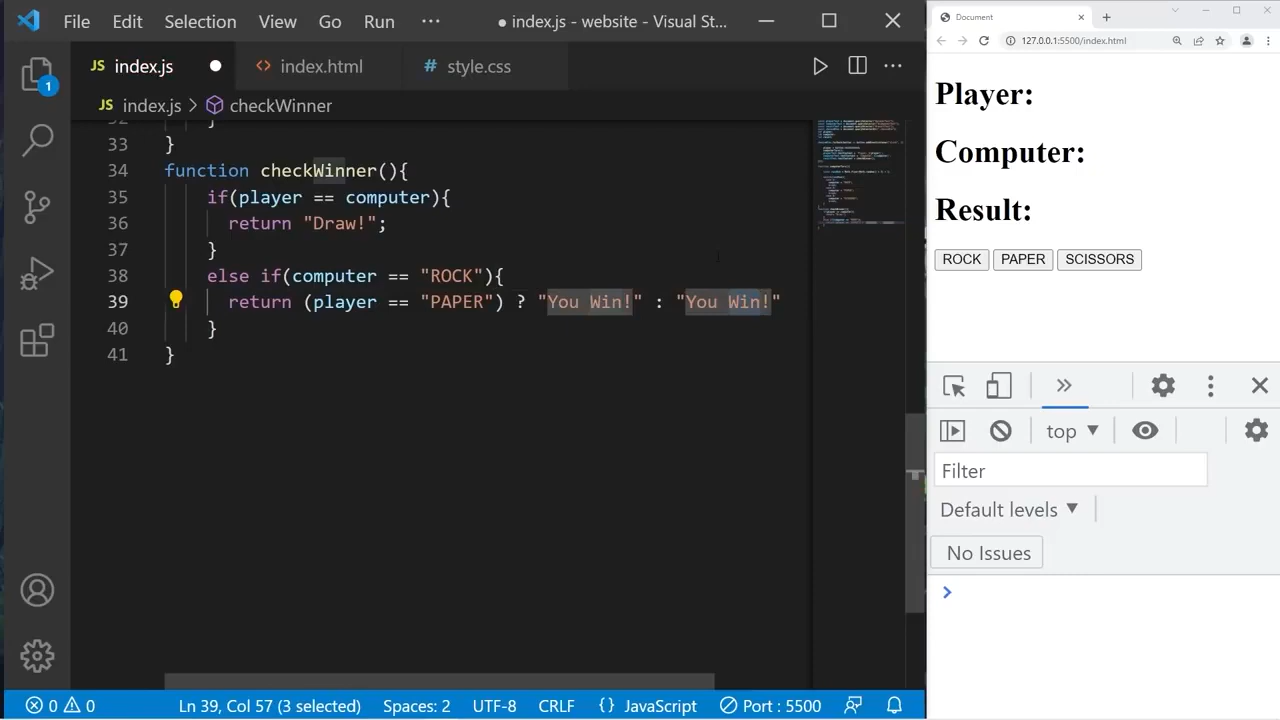 File Edit Selection View Go Run ··· ● index.js - website - Visual St...
JS index.js ● <> index.html # style.css
JS index.js > checkWinner
32 }
33 }
34 function checkWinner(){
35 if(player == computer){
36 return "Draw!";
37 }
38 else if(computer == "ROCK"){
39 return (player == "PAPER") ? "You Win!" : "You Win!"
40 }
41 }
1
0 0 Ln 39, Col 57 (3 selected) Spaces: 2 UTF-8 CRLF {} JavaScript Port : 5500
Document
127.0.0.1:5500/index.html
Player:
Computer:
Result:
ROCK PAPER SCISSORS
top
Filter
Default levels
No Issues